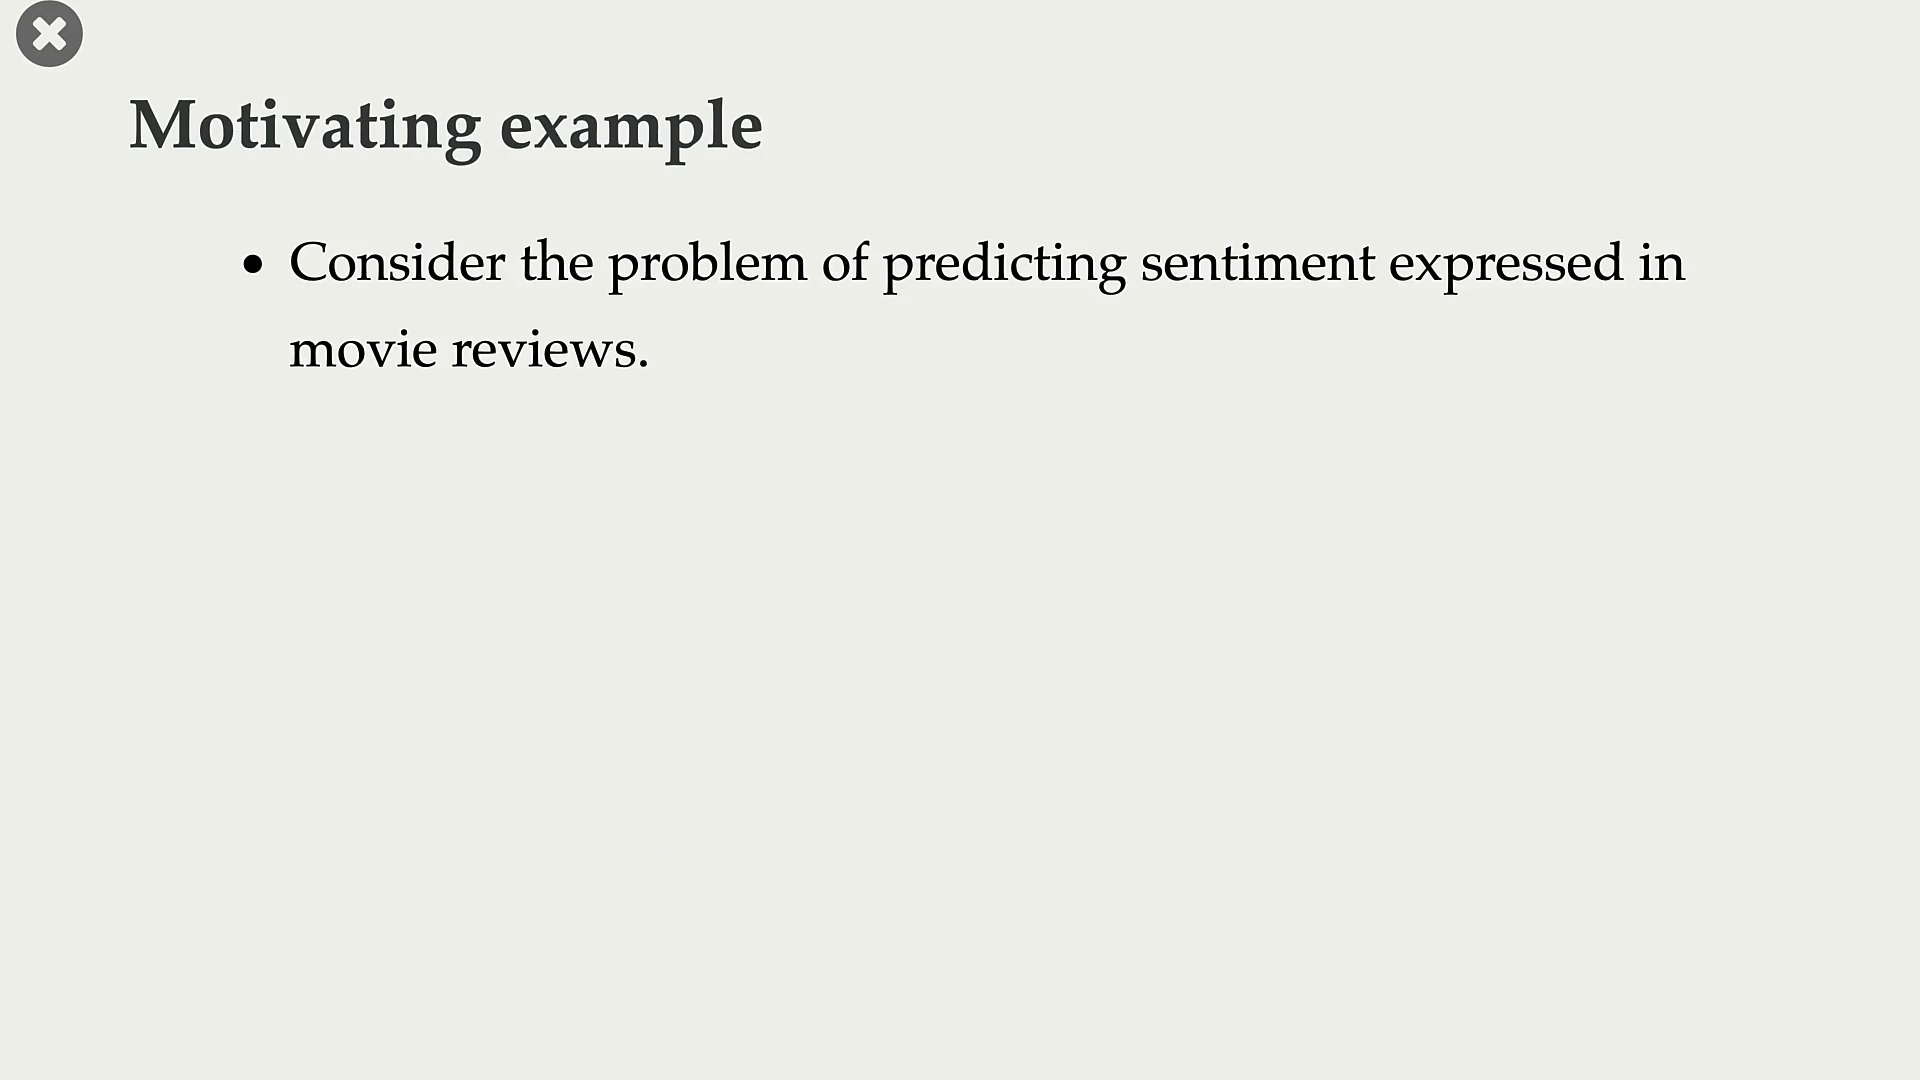 Motivating example
• Consider the problem of predicting sentiment expressed in
movie reviews.